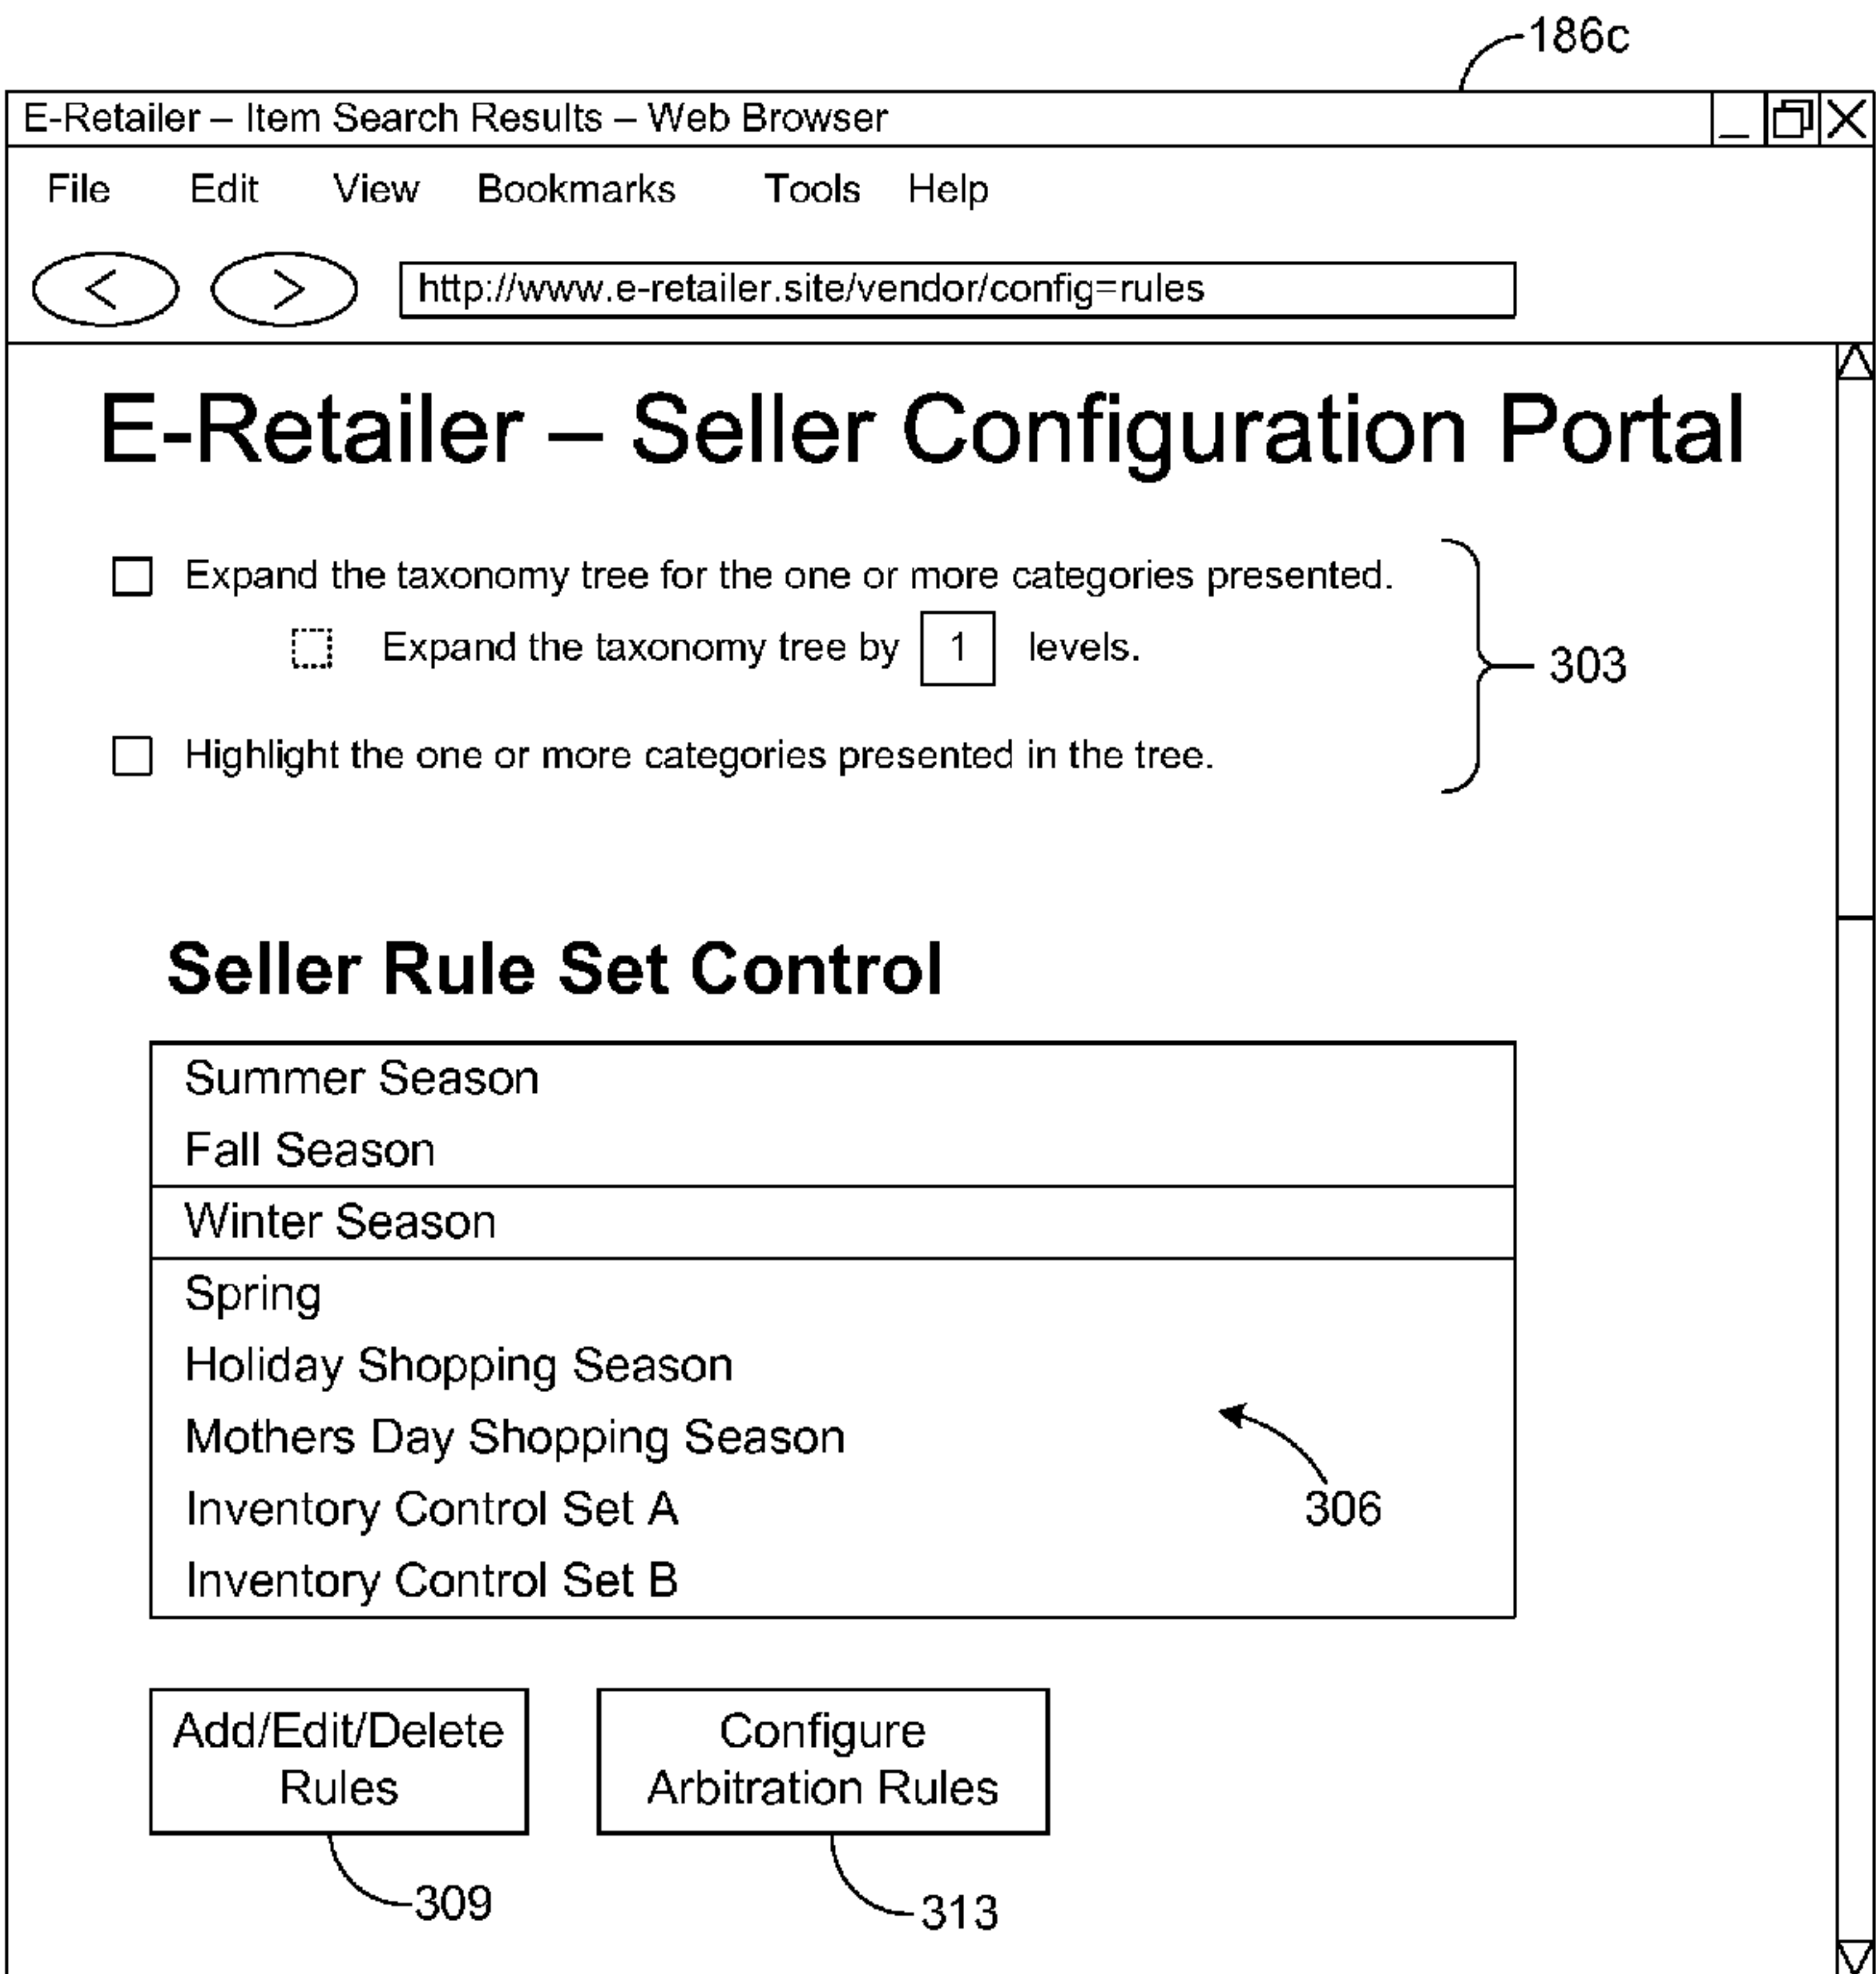 186c
E-Retailer – Item Search Results – Web Browser
File Edit View Bookmarks Tools Help
http://www.e-retailer.site/vendor/config=rules
E-Retailer – Seller Configuration Portal
Expand the taxonomy tree for the one or more categories presented.
Expand the taxonomy tree by 1 levels.
303
Highlight the one or more categories presented in the tree.
Seller Rule Set Control
Summer Season
Fall Season
Winter Season
Spring
Holiday Shopping Season
Mothers Day Shopping Season
Inventory Control Set A
306
Inventory Control Set B
Add/Edit/Delete
Rules
Configure
Arbitration Rules
309
313